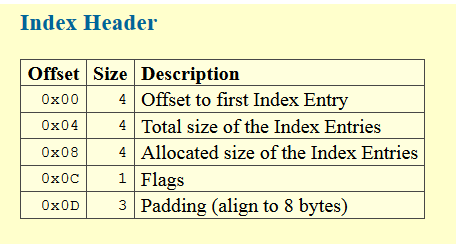 Index Header
Offset Size Description
0x00 4 Offset to first Index Entry
0x04 4 Total size of the Index Entries
0x08 4 Allocated size of the Index Entries
0x0C 1 Flags
0x0D 3 Padding (align to 8 bytes)